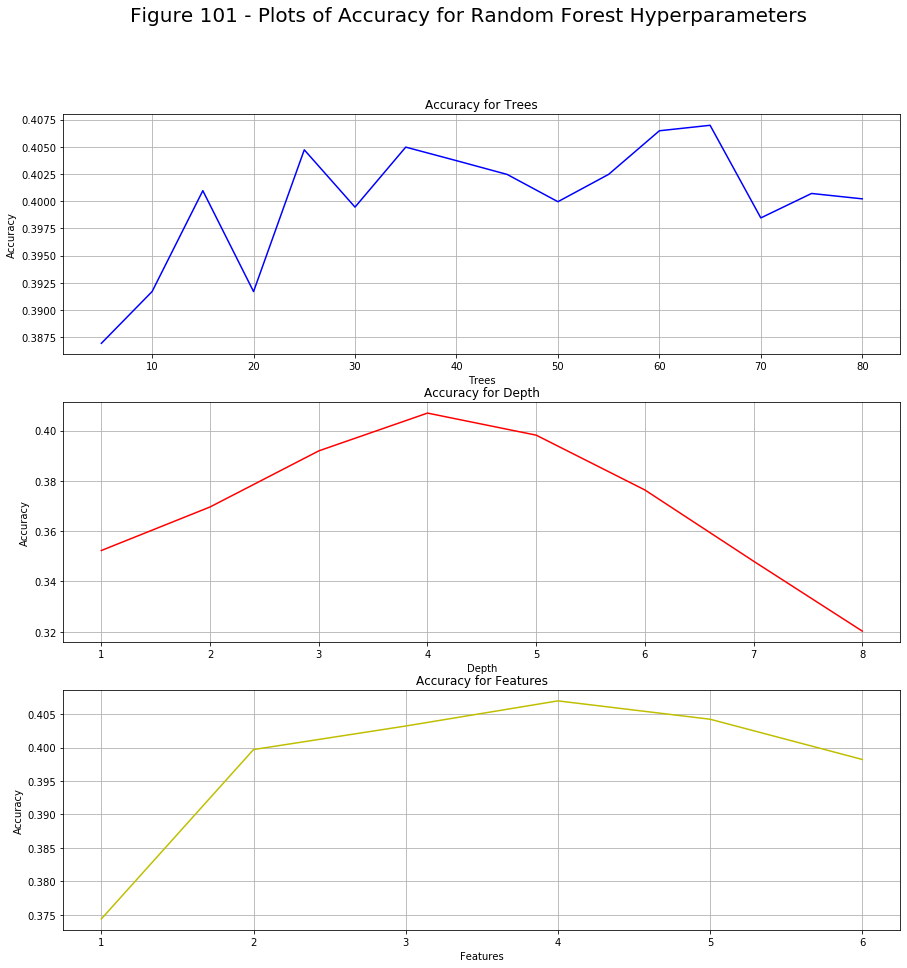 Figure 101 - Plots of Accuracy for Random Forest Hyperparameters
Accuracy for Trees
0.4075
0.4050
0.4025
0.4000
0.3975
0.3950
0.3925
0.3900
0.3875
Accuracy
10 20 30 40 50 60 70 80
Trees
Accuracy for Depth
0.40
0.38
0.36
0.34
0.32
Accuracy
1 2 3 4 5 6 7 8
Depth
Accuracy for Features
0.405
0.400
0.395
0.390
0.385
0.380
0.375
Accuracy
1 2 3 4 5 6
Features